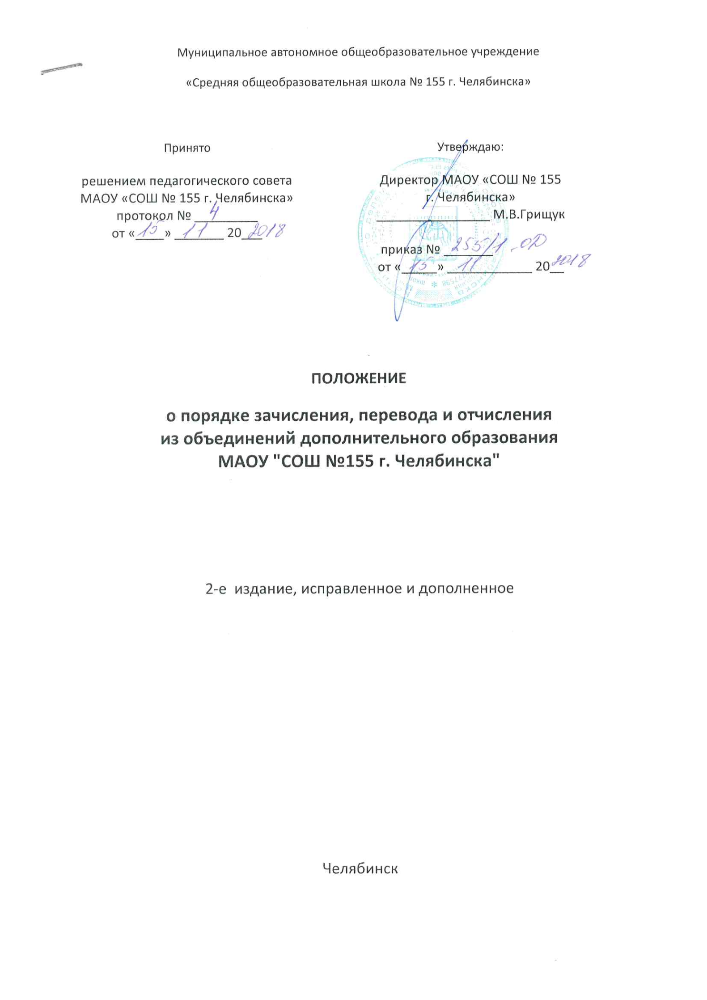 Муниципальное автономное общеобразовательное учреждение
«Средняя общеобразовательная школа № 155 г. Челябинска»
Принято
решением педагогического совета
МАОУ «СОШ № 155 г. Челябинска»
протокол № 4
от «15» 11 20 2018
Утверждаю:
Директор МАОУ «СОШ № 155
г. Челябинска»
М.В.Грищук
приказ № 255/1-ОД
от «15» 11 20 2018
ПОЛОЖЕНИЕ
о порядке зачисления, перевода и отчисления
из объединений дополнительного образования
МАОУ "СОШ №155 г. Челябинска"
2-е издание, исправленное и дополненное
Челябинск